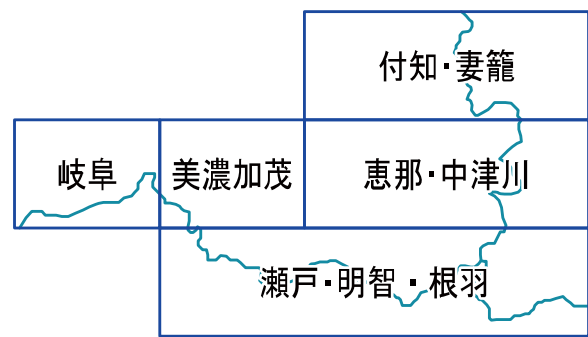 付知・妻籠
岐阜
美濃加茂
恵那・中津川
瀬戸・明智・根羽